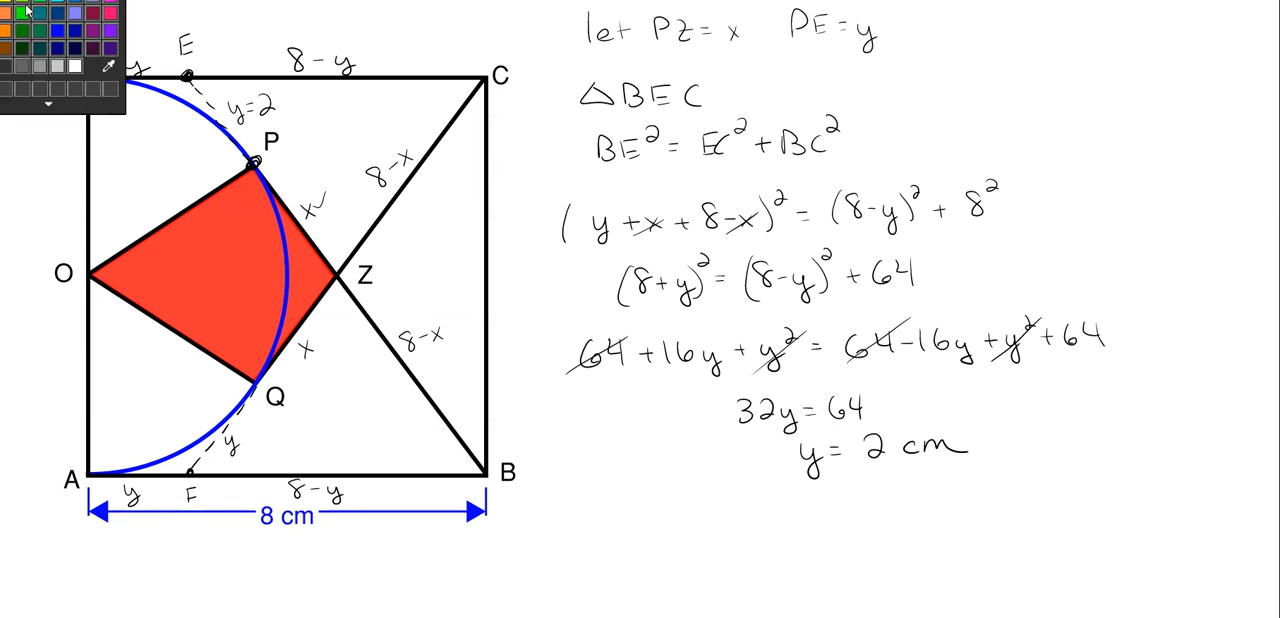 let PZ = x PE = y
E
y
8 - y
C
y = 2
P
8 - x
x ✓
O
Z
x
8 - x
Q
y
A
y
F
8 - y
B
8 cm
△BEC
BE² = EC² + BC²
(y + x + 8 - x)² = (8 - y)² + 8²
(8 + y)² = (8 - y)² + 64
64 + 16y + y² = 64 - 16y + y² + 64
32y = 64
y = 2 cm